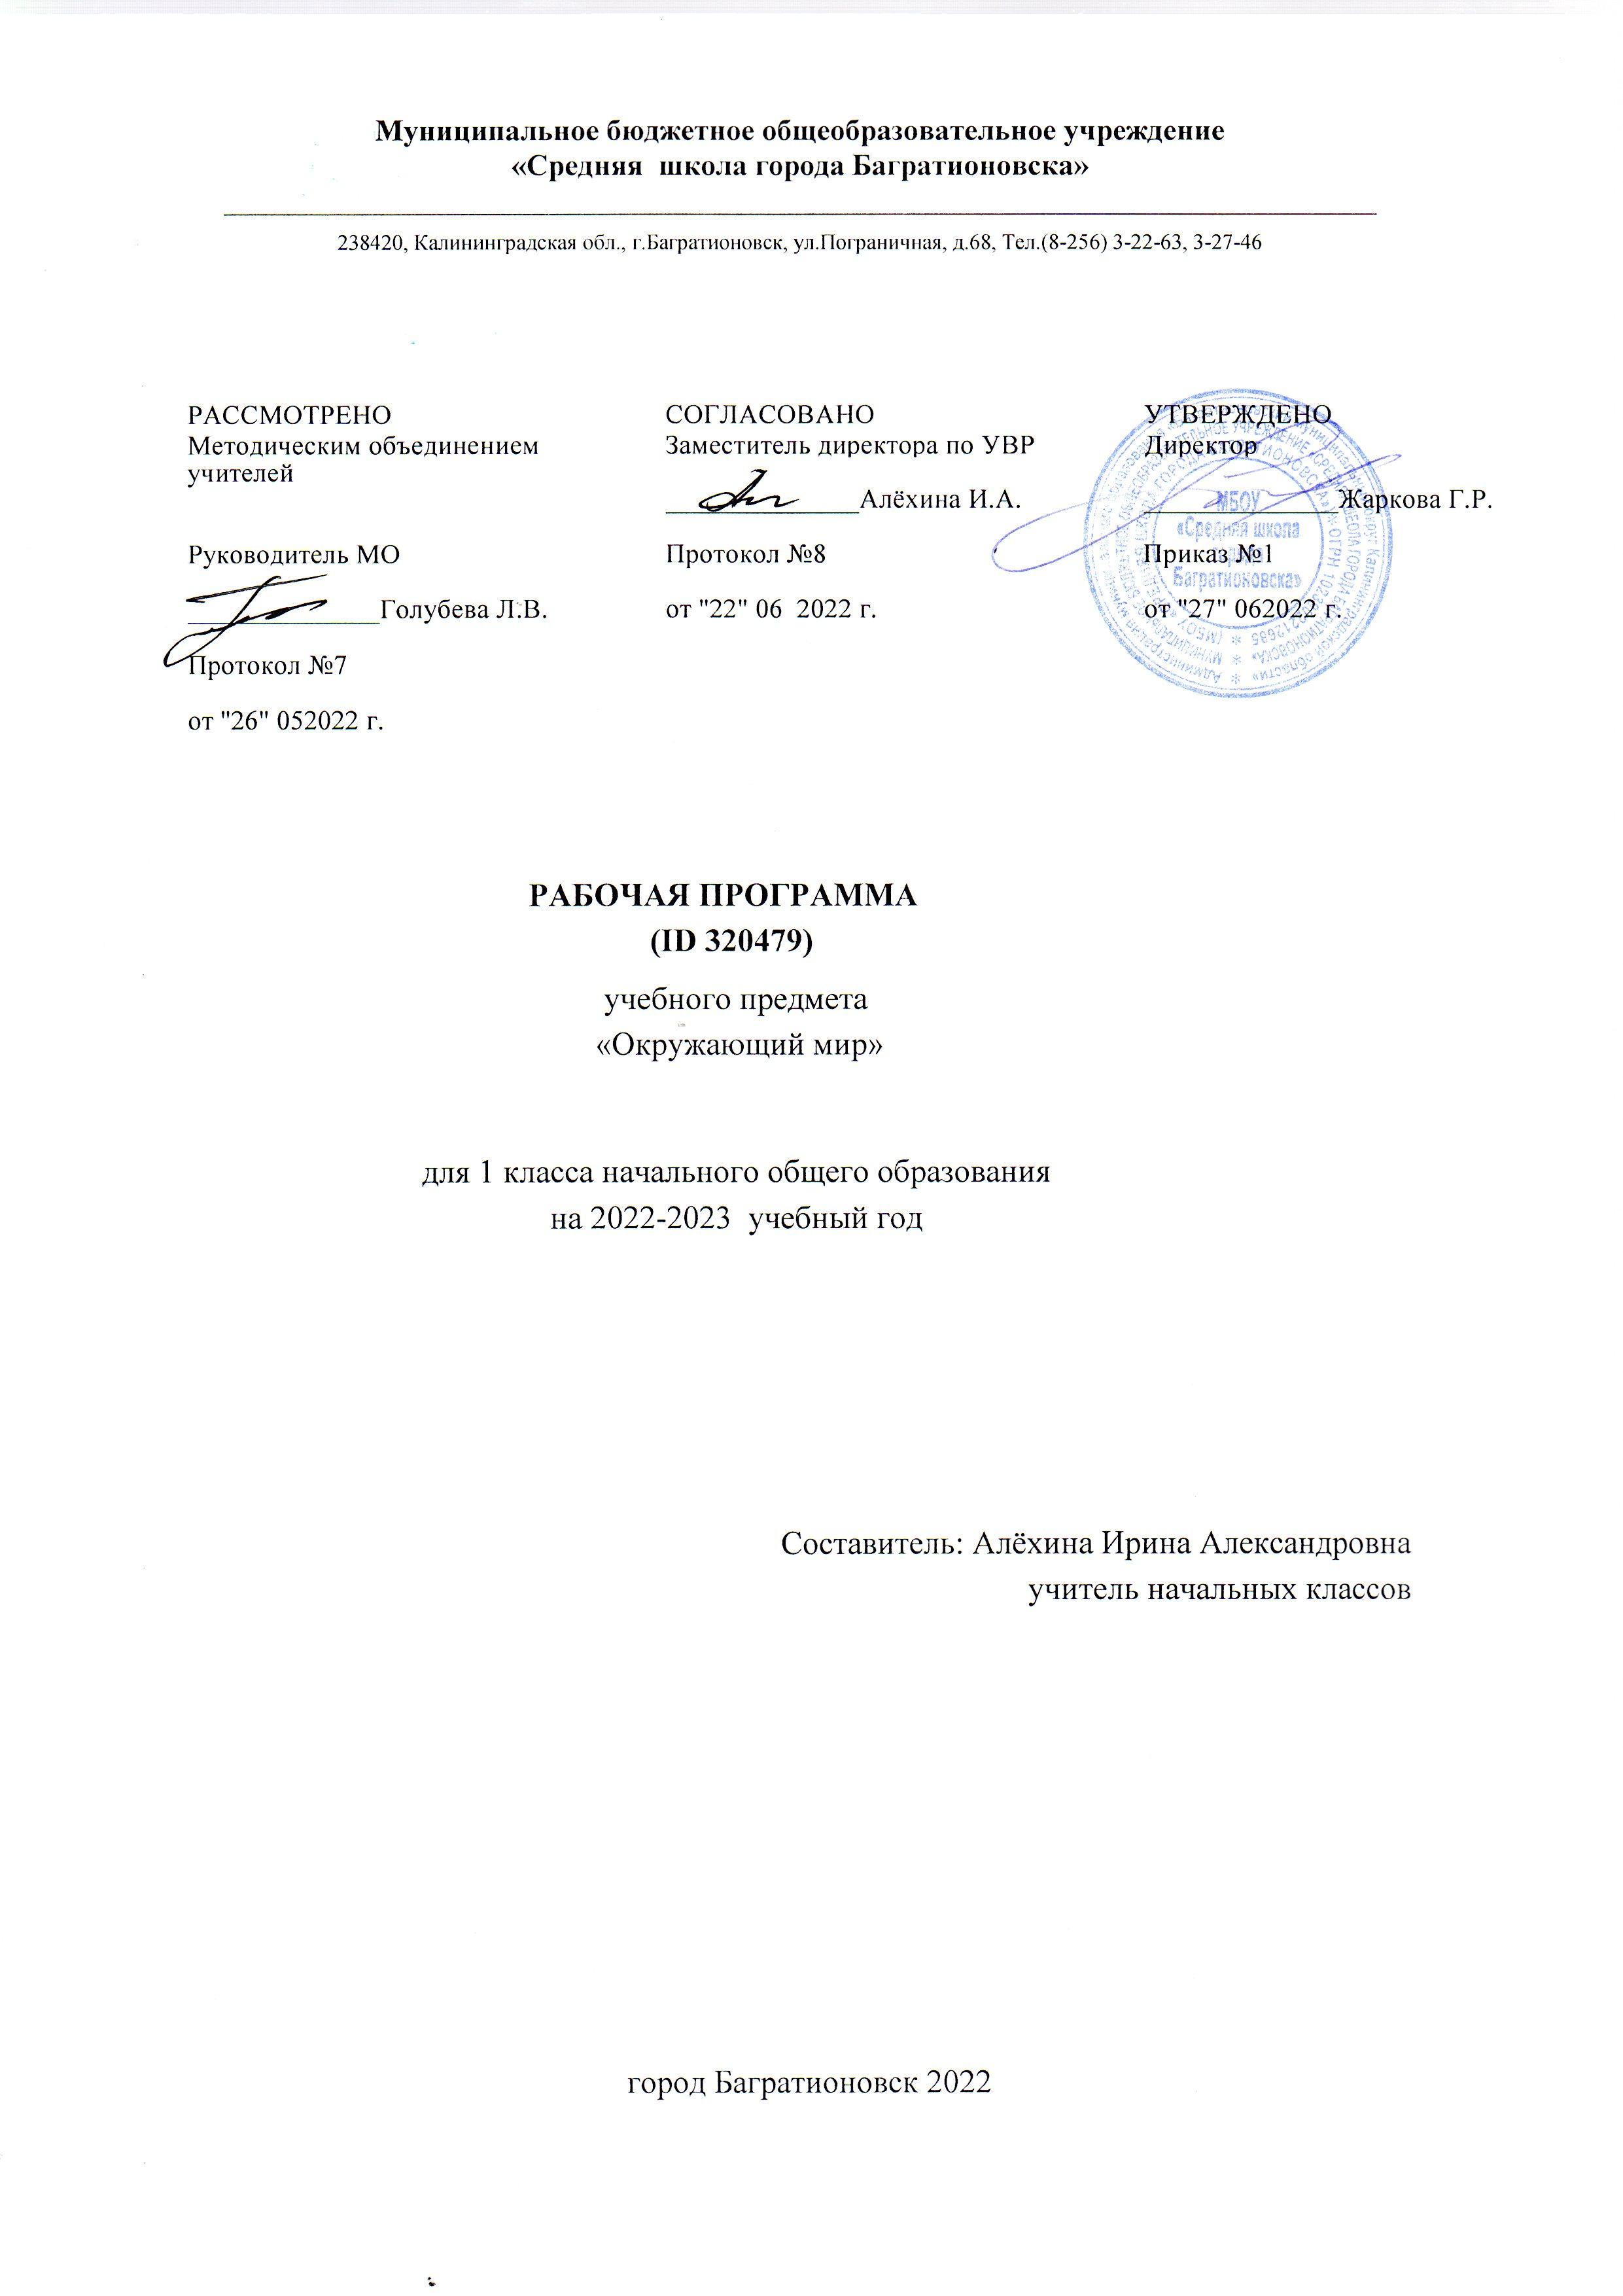 Муниципальное бюджетное общеобразовательное учреждение
«Средняя школа города Багратионовска»
238420, Калининградская обл., г.Багратионовск, ул.Пограничная, д.68, Тел.(8-256) 3-22-63, 3-27-46
РАССМОТРЕНО
Методическим объединением
учителей
Руководитель МО
Голубева Л.В.
Протокол №7
от "26" 052022 г.
СОГЛАСОВАНО
Заместитель директора по УВР
Алёхина И.А.
Протокол №8
от "22" 06 2022 г.
УТВЕРЖДЕНО
Директор
Жаркова Г.Р.
Приказ №1
от "27" 062022 г.
МБОУ
«Средняя школа
города
Багратионовска»
РАБОЧАЯ ПРОГРАММА
(ID 320479)
учебного предмета
«Окружающий мир»
для 1 класса начального общего образования
на 2022-2023 учебный год
Составитель: Алёхина Ирина Александровна
учитель начальных классов
город Багратионовск 2022